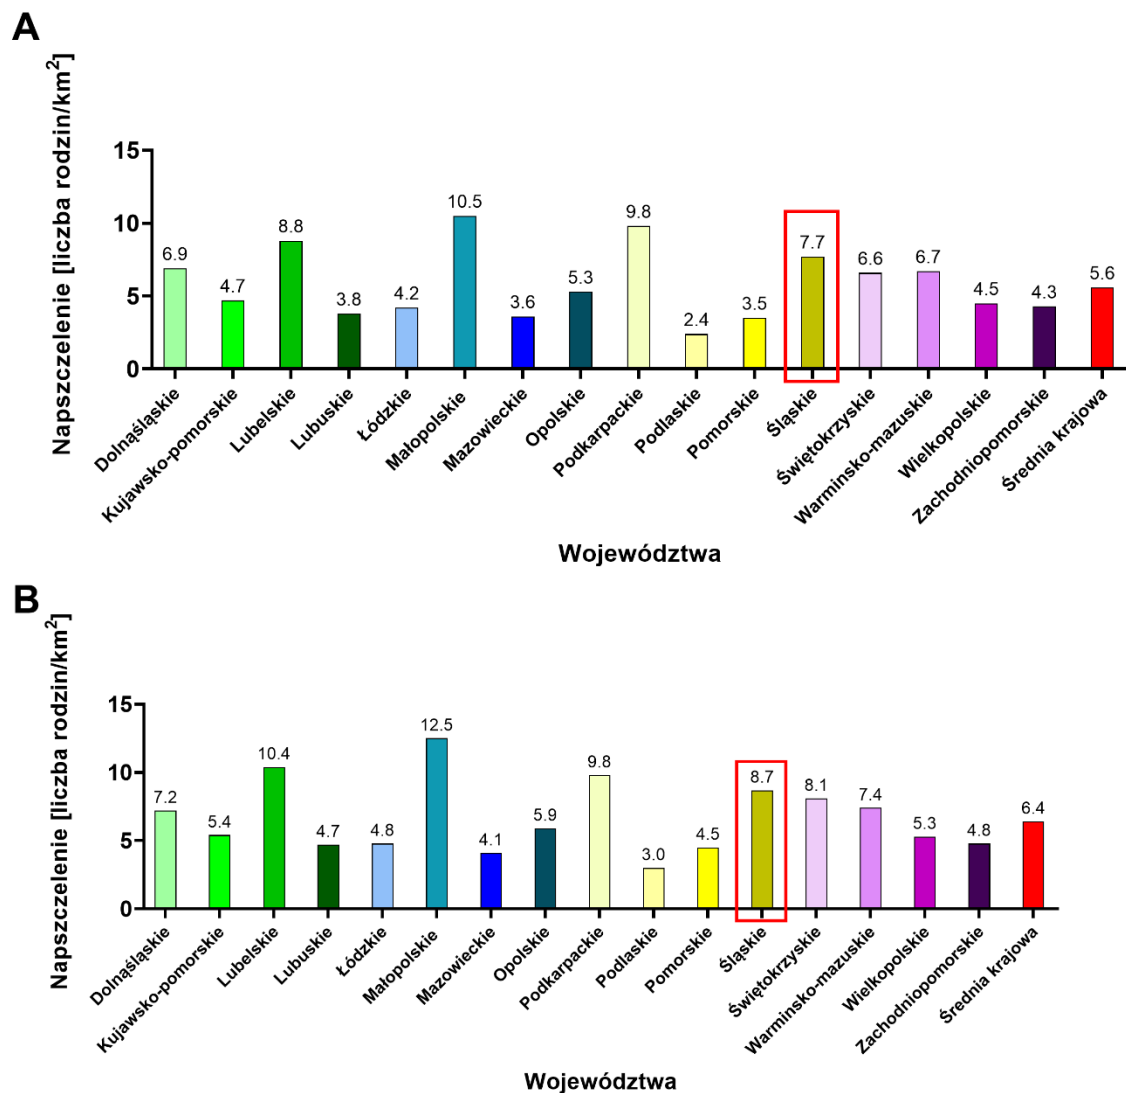 A
Napszczelenie [liczba rodzin/km²]
15
10
5
0
6.9
4.7
8.8
3.8
4.2
10.5
3.6
5.3
9.8
2.4
3.5
7.7
6.6
6.7
4.5
4.3
5.6
Dolnąśląskie
Kujawsko-pomorskie
Lubelskie
Lubuskie
Łódzkie
Małopolskie
Mazowieckie
Opolskie
Podkarpackie
Podlaskie
Pomorskie
Śląskie
Świętokrzyskie
Warminsko-mazuskie
Wielkopolskie
Zachodniopomorskie
Średnia krajowa
Województwa
B
Napszczelenie [liczba rodzin/km²]
15
10
5
0
7.2
5.4
10.4
4.7
4.8
12.5
4.1
5.9
9.8
3.0
4.5
8.7
8.1
7.4
5.3
4.8
6.4
Dolnąśląskie
Kujawsko-pomorskie
Lubelskie
Lubuskie
Łódzkie
Małopolskie
Mazowieckie
Opolskie
Podkarpackie
Podlaskie
Pomorskie
Śląskie
Świętokrzyskie
Warminsko-mazuskie
Wielkopolskie
Zachodniopomorskie
Średnia krajowa
Województwa